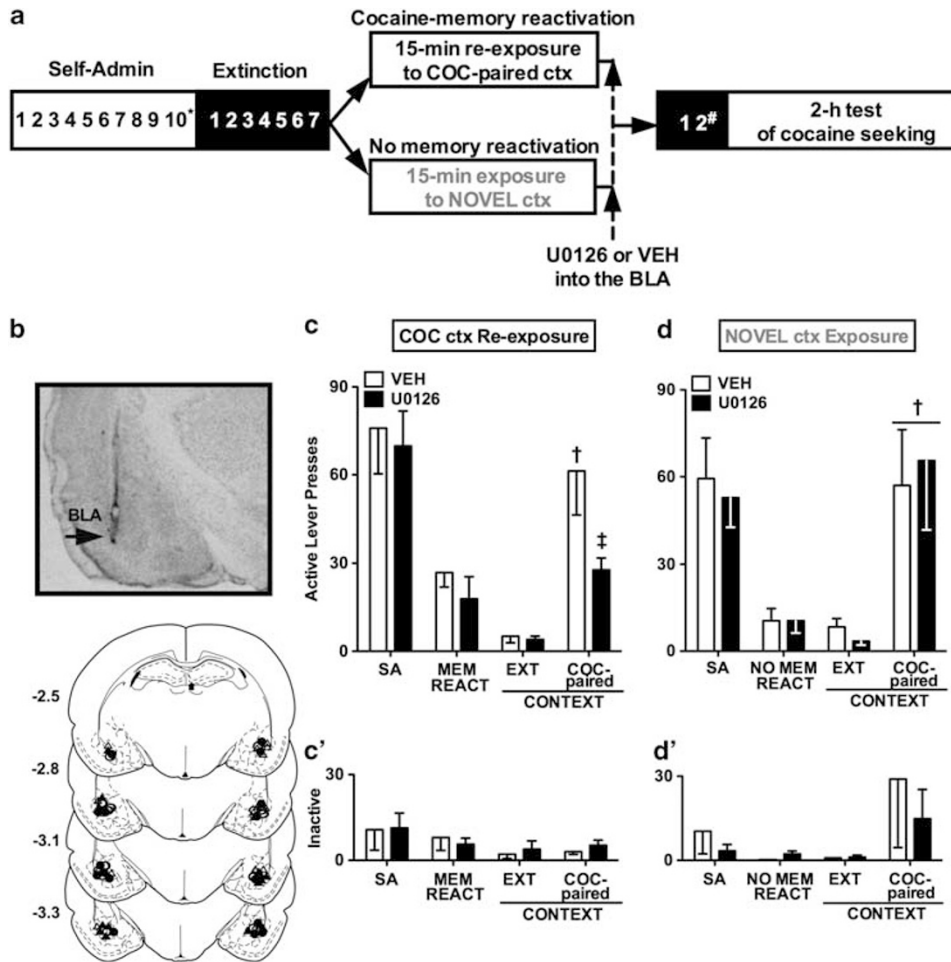 a
Cocaine-memory reactivation
Self-Admin
Extinction
1 2 3 4 5 6 7 8 9 10*
1 2 3 4 5 6 7
15-min re-exposure
to COC-paired ctx
No memory reactivation
15-min exposure
to NOVEL ctx
1 2#
2-h test
of cocaine seeking
U0126 or VEH
into the BLA
b
BLA
-2.5
-2.8
-3.1
-3.3
c
COC ctx Re-exposure
VEH
U0126
Active Lever Presses
90
60
30
0
†
‡
SA
MEM
REACT
EXT
COC-
paired
CONTEXT
d
NOVEL ctx Exposure
VEH
U0126
90
60
30
0
†
SA
NO MEM
REACT
EXT
COC-
paired
CONTEXT
c'
Inactive
30
0
SA
MEM
REACT
EXT
COC-
paired
CONTEXT
d'
30
0
SA
NO MEM
REACT
EXT
COC-
paired
CONTEXT